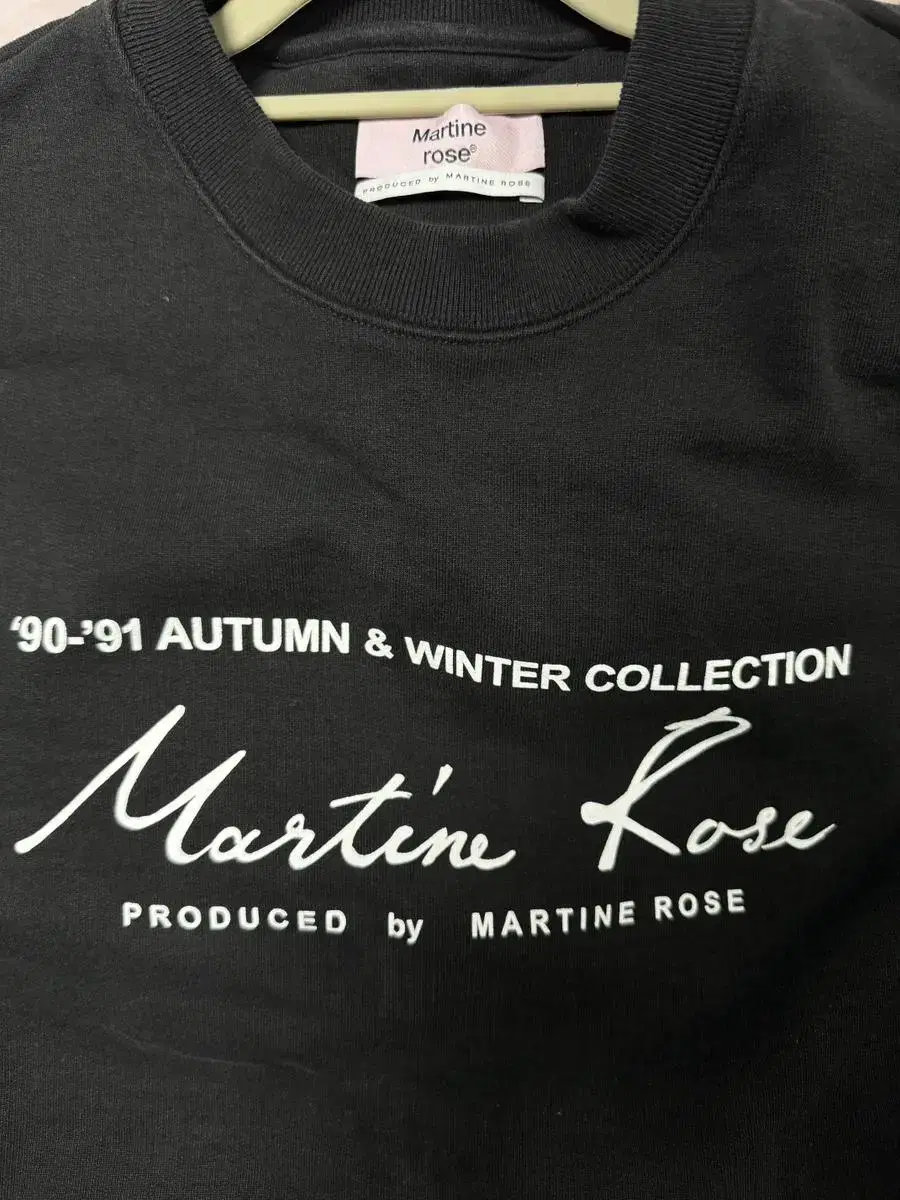 Martine
rose®
PRODUCED by MARTINE ROSE
‘90-’91 AUTUMN & WINTER COLLECTION
Martine Rose
PRODUCED by MARTINE ROSE